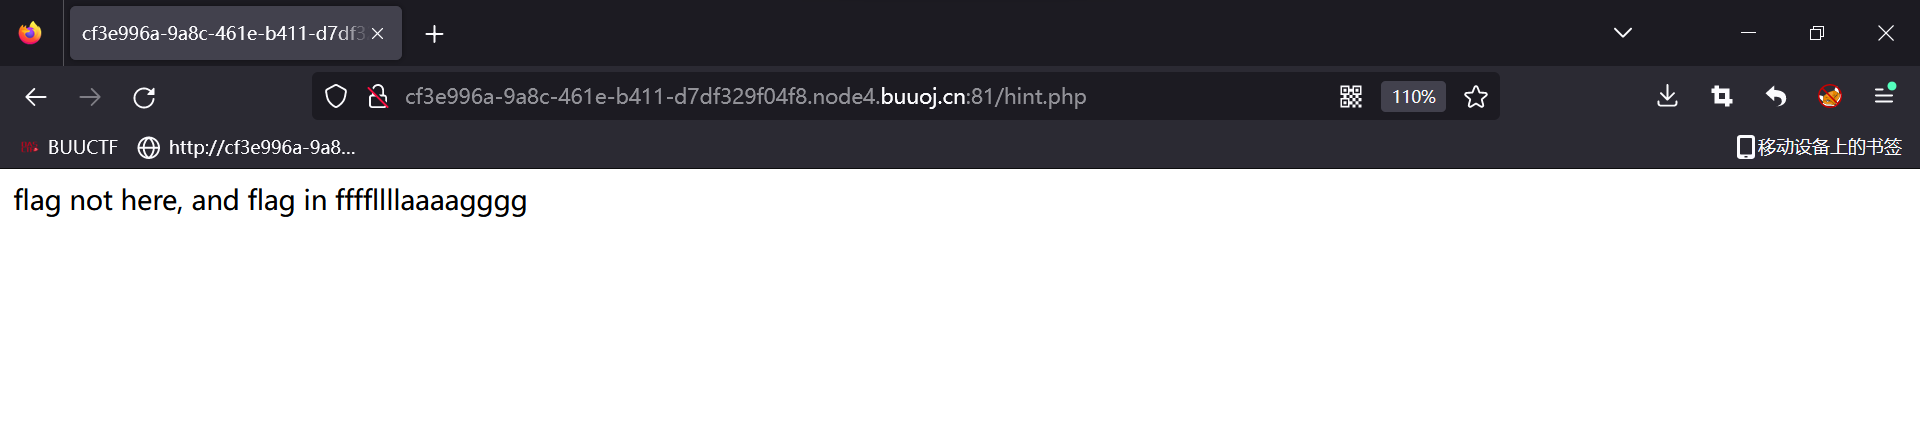 cf3e996a-9a8c-461e-b411-d7df3
cf3e996a-9a8c-461e-b411-d7df329f04f8.node4.buuoj.cn:81/hint.php
110%
BUUCTF
http://cf3e996a-9a8...
移动设备上的书签
flag not here, and flag in ffffllllaaaagggg